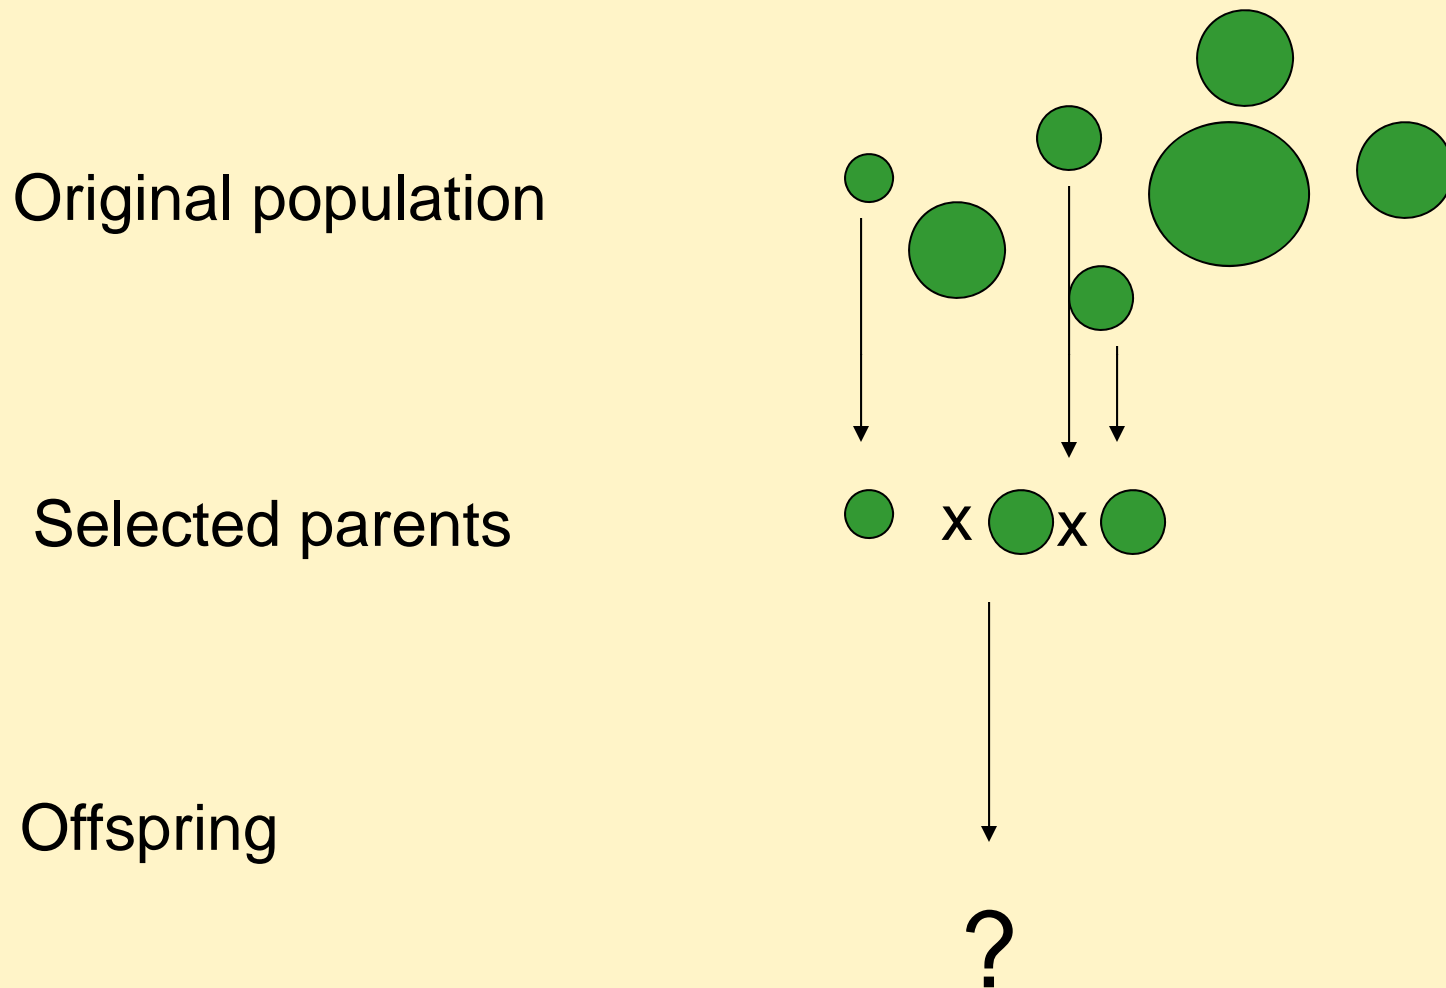 Original population
Selected parents
x x
Offspring
?